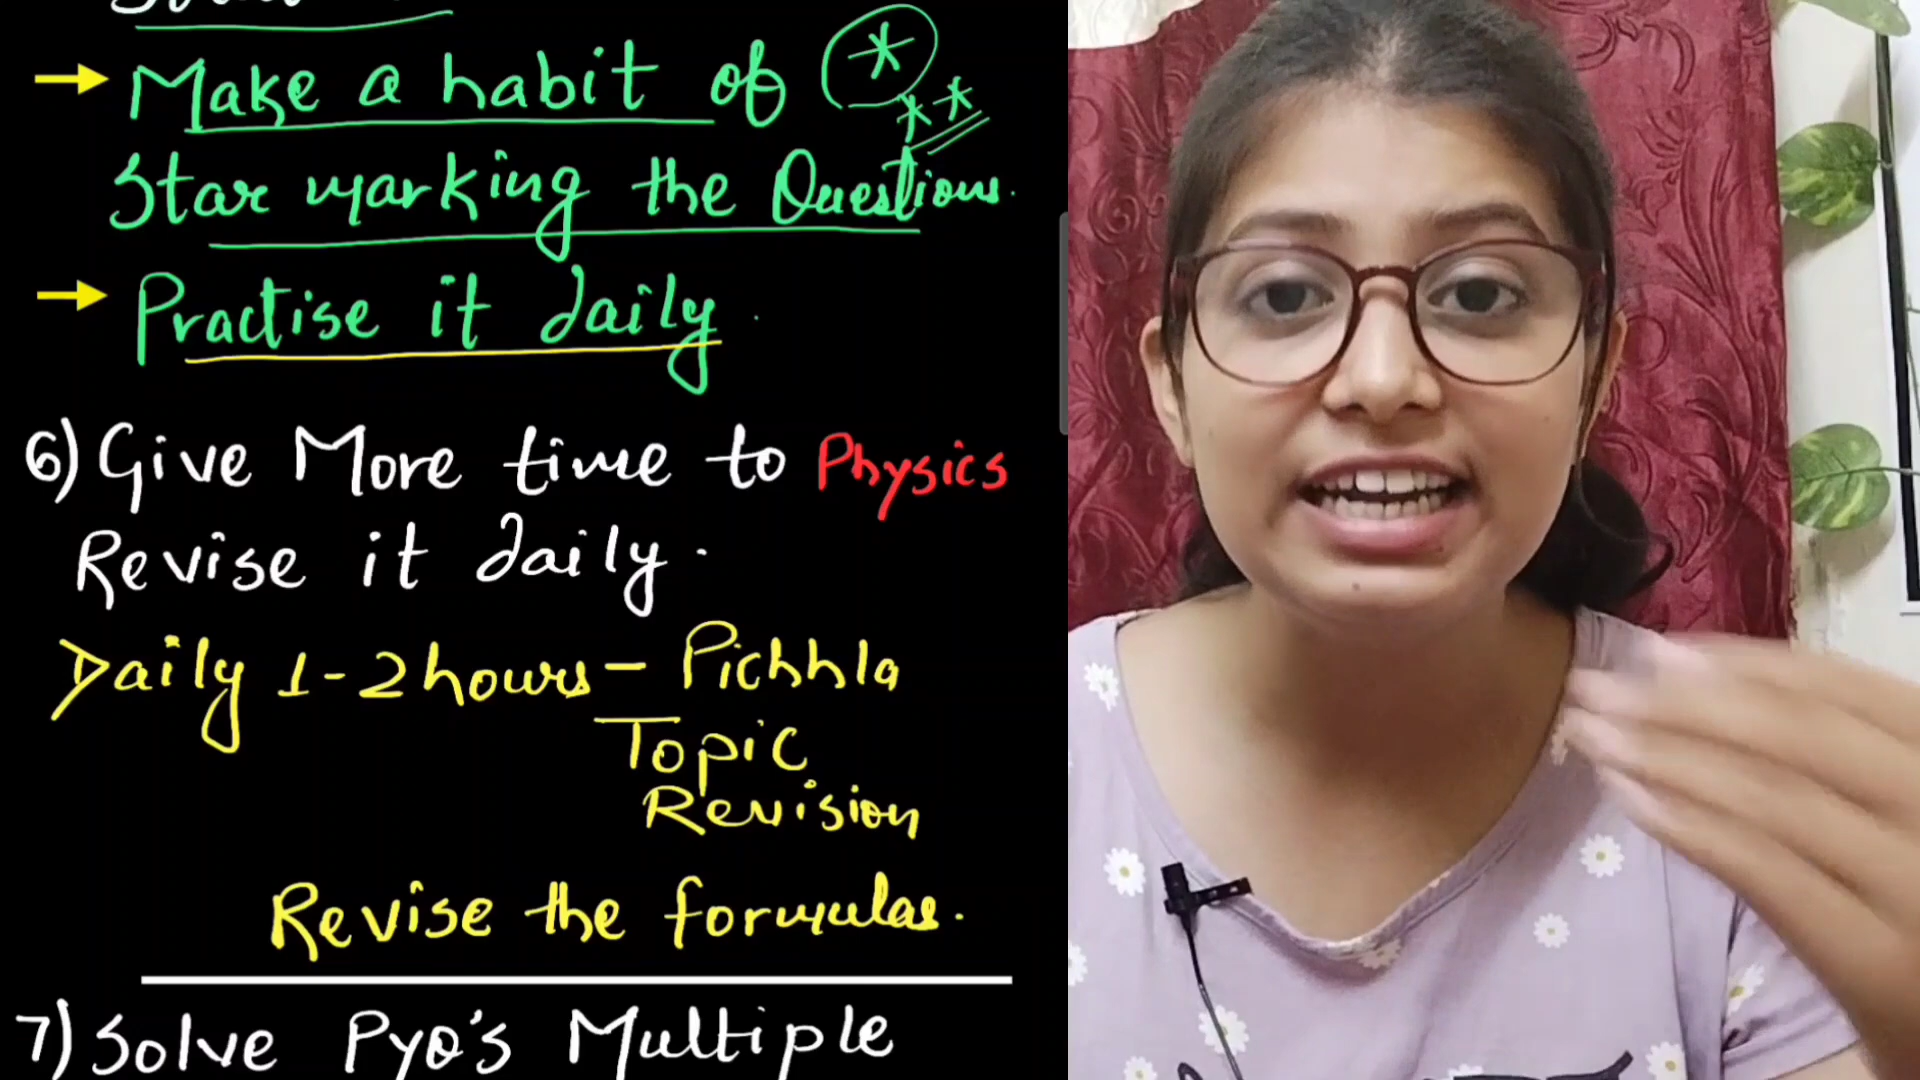 → Make a habit of
Star marking the Questions.
→ Practise it daily.
6) Give More time to Physics
Revise it daily.
Daily 1-2 hours - Pichhla
Topic
Revision
Revise the formulas.
7) Solve Pyq's Multiple